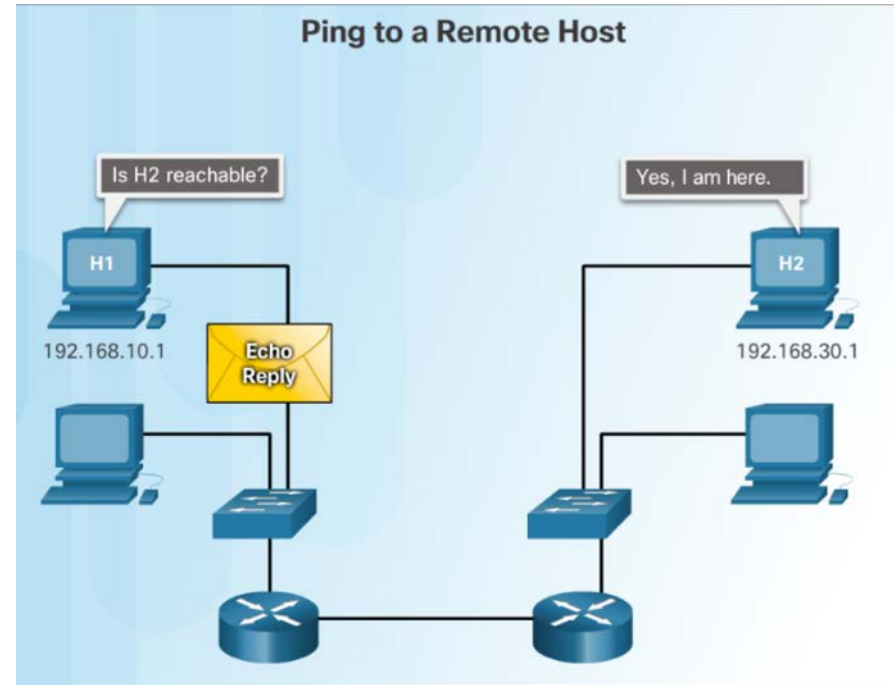 Ping to a Remote Host
Is H2 reachable?
Yes, I am here.
H1
H2
192.168.10.1
Echo
Reply
192.168.30.1